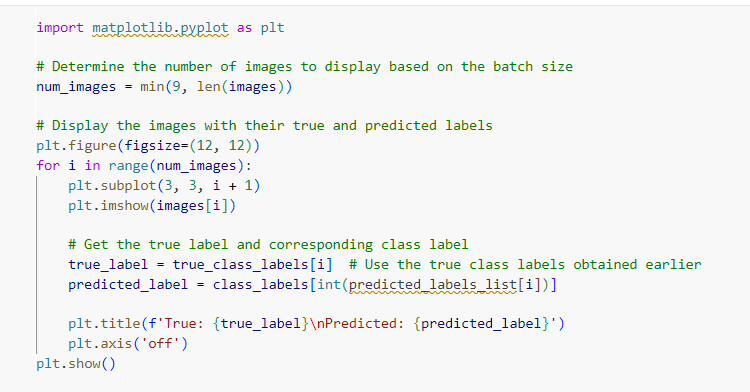 import matplotlib.pyplot as plt
# Determine the number of images to display based on the batch size
num_images = min(9, len(images))
# Display the images with their true and predicted labels
plt.figure(figsize=(12, 12))
for i in range(num_images):
    plt.subplot(3, 3, i + 1)
    plt.imshow(images[i])
    # Get the true label and corresponding class label
    true_label = true_class_labels[i]  # Use the true class labels obtained earlier
    predicted_label = class_labels[int(predicted_labels_list[i])]
    plt.title(f'True: {true_label}\nPredicted: {predicted_label}')
    plt.axis('off')
plt.show()